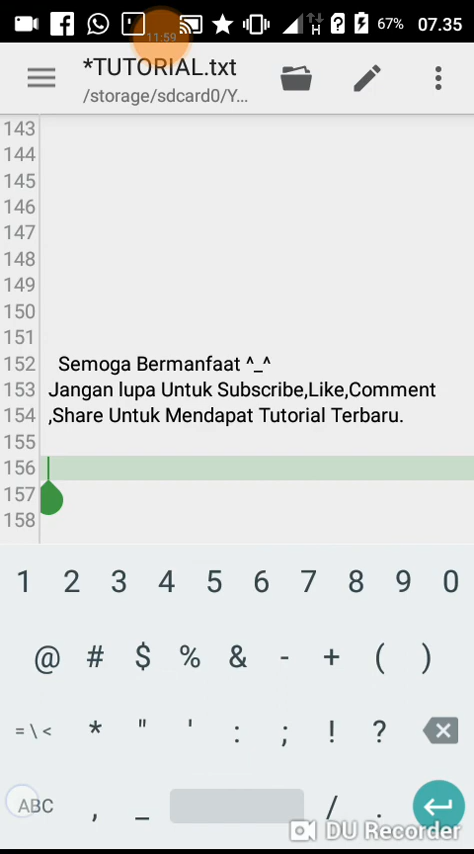 67% 07.35
11:59
*TUTORIAL.txt
/storage/sdcard0/Y...
143
144
145
146
147
148
149
150
151
152 Semoga Bermanfaat ^_^
153 Jangan lupa Untuk Subscribe,Like,Comment
154 ,Share Untuk Mendapat Tutorial Terbaru.
155
156
157
158
1 2 3 4 5 6 7 8 9 0
@ # $ % & - + ( )
= \ < * " ' : ; ! ?
ABC , _ / .
DU Recorder